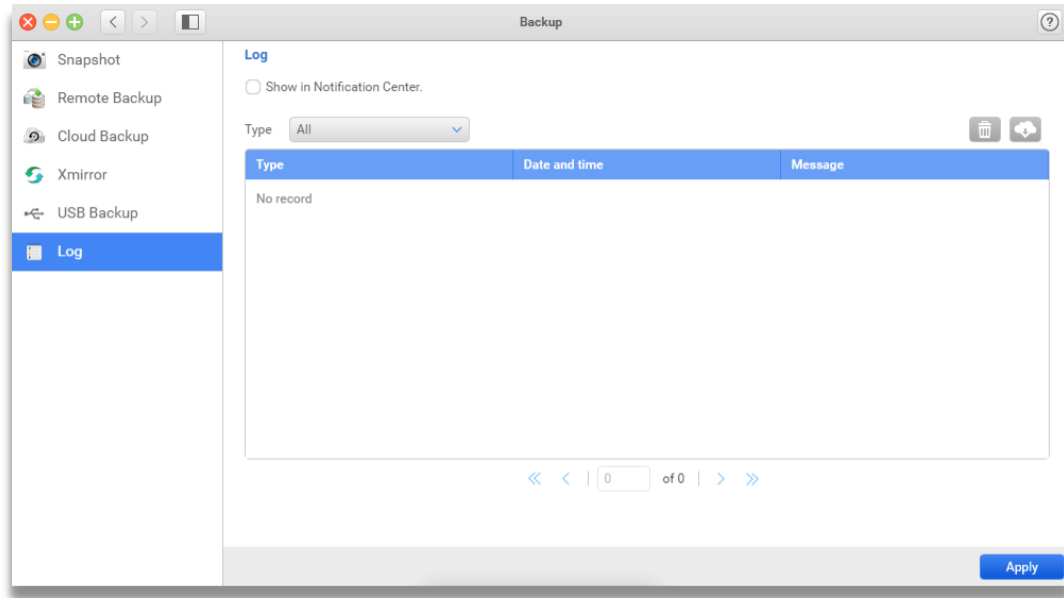 Backup
Snapshot
Remote Backup
Cloud Backup
Xmirror
USB Backup
Log
Log
Show in Notification Center.
Type All
Type Date and time Message
No record
0 of 0
Apply